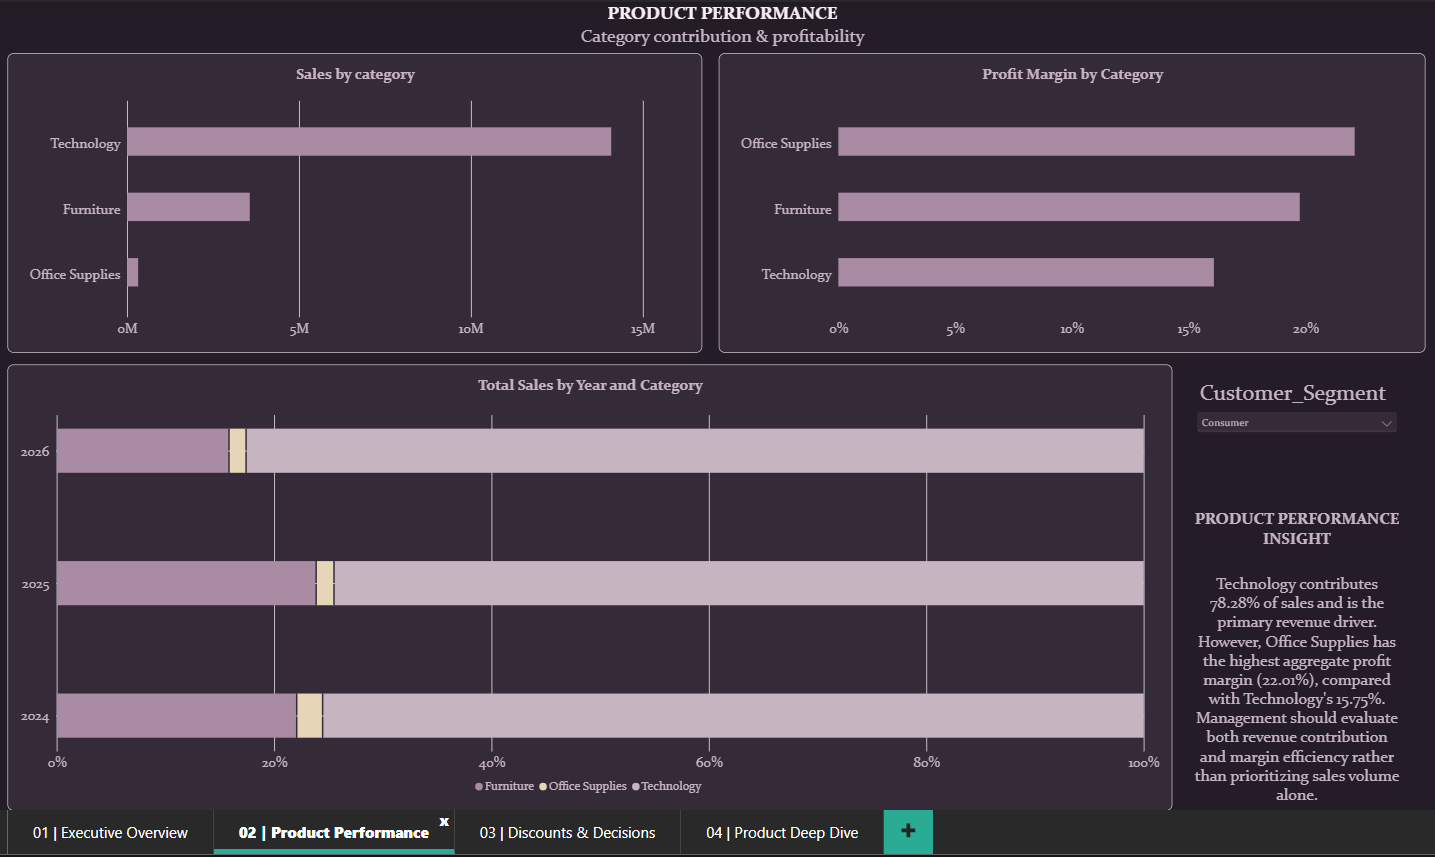 PRODUCT PERFORMANCE
Category contribution & profitability
Sales by category
Technology
Furniture
Office Supplies
0M 5M 10M 15M
Profit Margin by Category
Office Supplies
Furniture
Technology
0% 5% 10% 15% 20%
Total Sales by Year and Category
2026
2025
2024
0% 20% 40% 60% 80% 100%
Furniture Office Supplies Technology
Customer_Segment
Consumer
PRODUCT PERFORMANCE
INSIGHT
Technology contributes
78.28% of sales and is the
primary revenue driver.
However, Office Supplies has
the highest aggregate profit
margin (22.01%), compared
with Technology's 15.75%.
Management should evaluate
both revenue contribution
and margin efficiency rather
than prioritizing sales volume
alone.
01 | Executive Overview
02 | Product Performance
x
03 | Discounts & Decisions
04 | Product Deep Dive
+